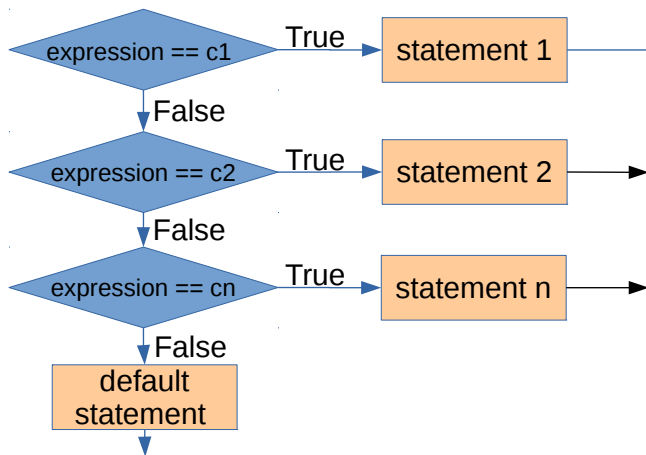 expression == c1
True
statement 1
False
expression == c2
True
statement 2
False
expression == cn
True
statement n
False
default
statement